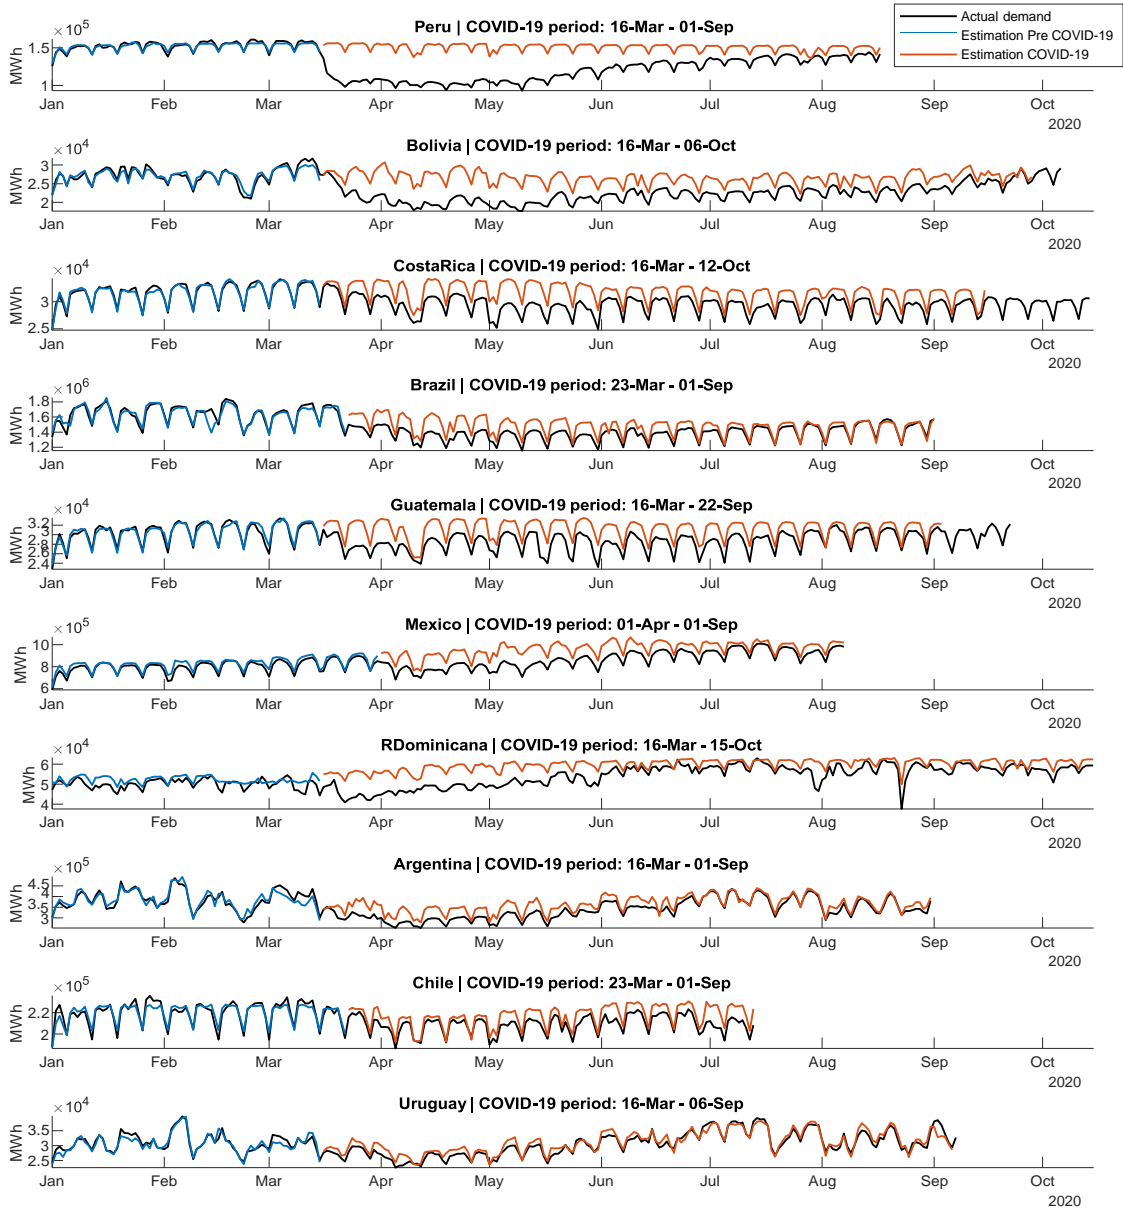 Actual demand
Estimation Pre COVID-19
Estimation COVID-19
Peru | COVID-19 period: 16-Mar - 01-Sep
× 10^5
MWh
1.5
1
Jan Feb Mar Apr May Jun Jul Aug Sep Oct
2020
Bolivia | COVID-19 period: 16-Mar - 06-Oct
× 10^4
MWh
3
2.5
2
Jan Feb Mar Apr May Jun Jul Aug Sep Oct
2020
CostaRica | COVID-19 period: 16-Mar - 12-Oct
× 10^4
MWh
3
2.5
Jan Feb Mar Apr May Jun Jul Aug Sep Oct
2020
Brazil | COVID-19 period: 23-Mar - 01-Sep
× 10^6
MWh
1.8
1.6
1.4
1.2
Jan Feb Mar Apr May Jun Jul Aug Sep Oct
2020
Guatemala | COVID-19 period: 16-Mar - 22-Sep
× 10^4
MWh
3.2
3
2.8
2.6
2.4
Jan Feb Mar Apr May Jun Jul Aug Sep Oct
2020
Mexico | COVID-19 period: 01-Apr - 01-Sep
× 10^5
MWh
10
8
6
Jan Feb Mar Apr May Jun Jul Aug Sep Oct
2020
RDominicana | COVID-19 period: 16-Mar - 15-Oct
× 10^4
MWh
6
5
4
Jan Feb Mar Apr May Jun Jul Aug Sep Oct
2020
Argentina | COVID-19 period: 16-Mar - 01-Sep
× 10^5
MWh
4.5
4
3.5
3
Jan Feb Mar Apr May Jun Jul Aug Sep Oct
2020
Chile | COVID-19 period: 23-Mar - 01-Sep
× 10^5
MWh
2.2
2
Jan Feb Mar Apr May Jun Jul Aug Sep Oct
2020
Uruguay | COVID-19 period: 16-Mar - 06-Sep
× 10^4
MWh
3.5
3
2.5
Jan Feb Mar Apr May Jun Jul Aug Sep Oct
2020